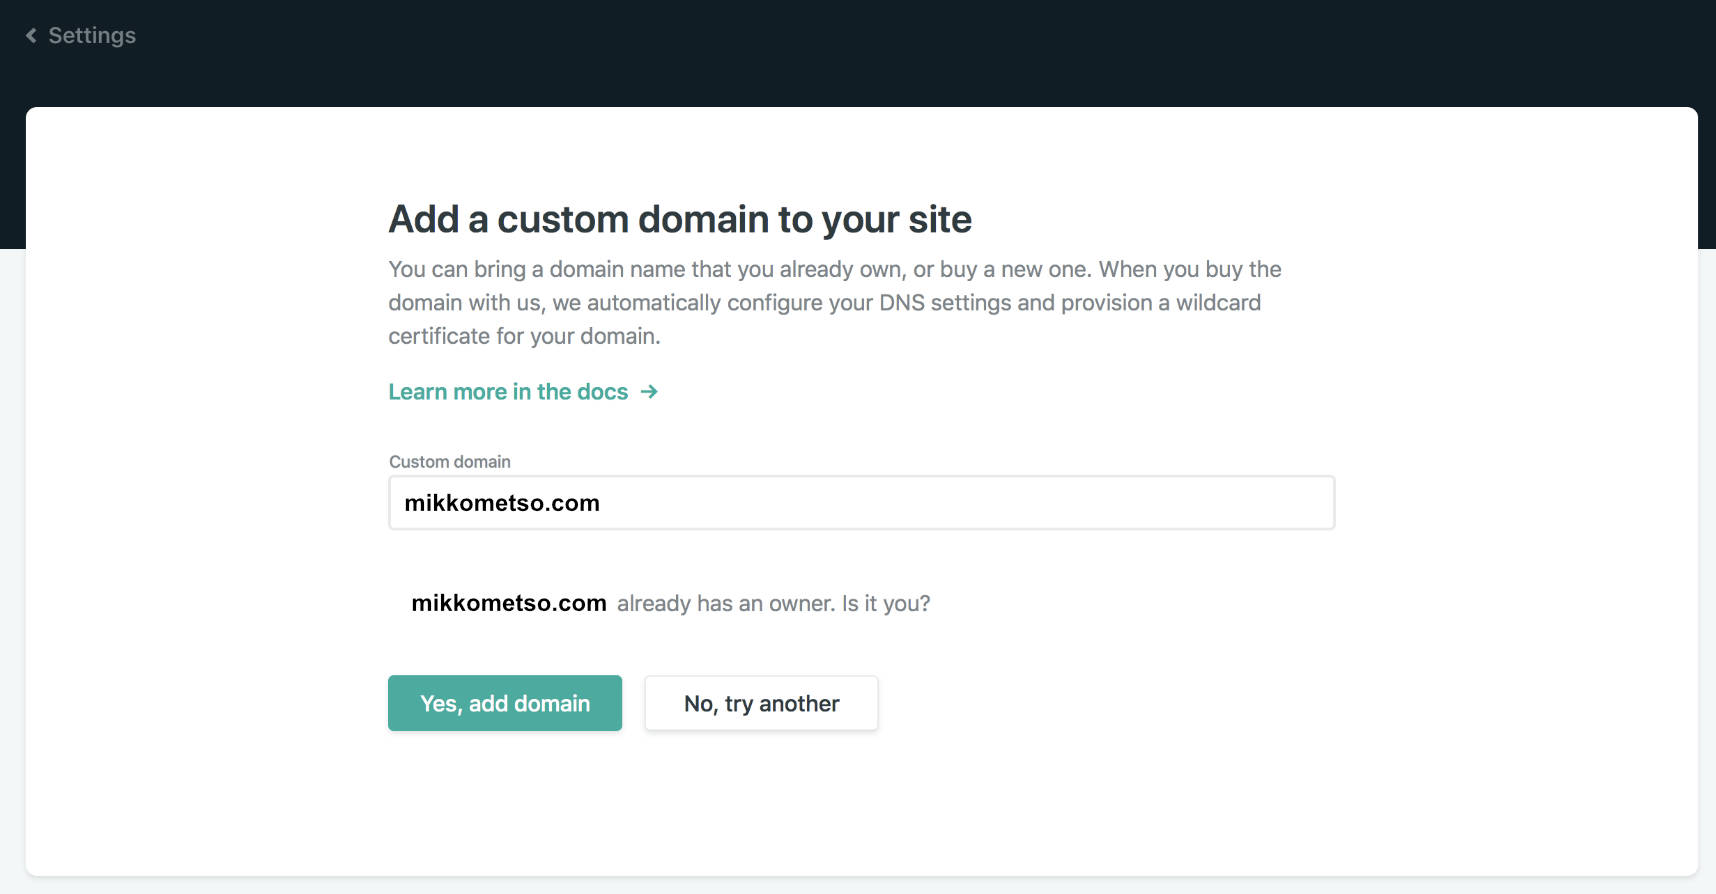 Settings
Add a custom domain to your site
You can bring a domain name that you already own, or buy a new one. When you buy the
domain with us, we automatically configure your DNS settings and provision a wildcard
certificate for your domain.
Learn more in the docs →
Custom domain
mikkometso.com
mikkometso.com already has an owner. Is it you?
Yes, add domain
No, try another